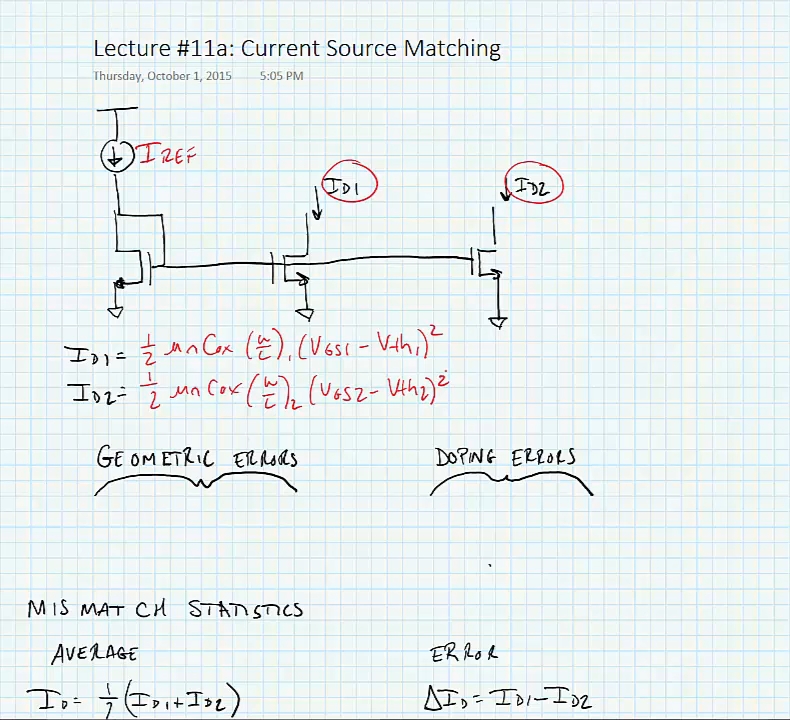 Lecture #11a: Current Source Matching
Thursday, October 1, 2015 5:05 PM
IREF
ID1 ID2
ID1 = 1/2 μnCox (W/L)1 (VGS1 - Vth1)^2
ID2 = 1/2 μnCox (W/L)2 (VGS2 - Vth2)^2
GEOMETRIC ERRORS DOPING ERRORS
MISMATCH STATISTICS
AVERAGE ERROR
ID = 1/2 (ID1 + ID2) ΔID = ID1 - ID2